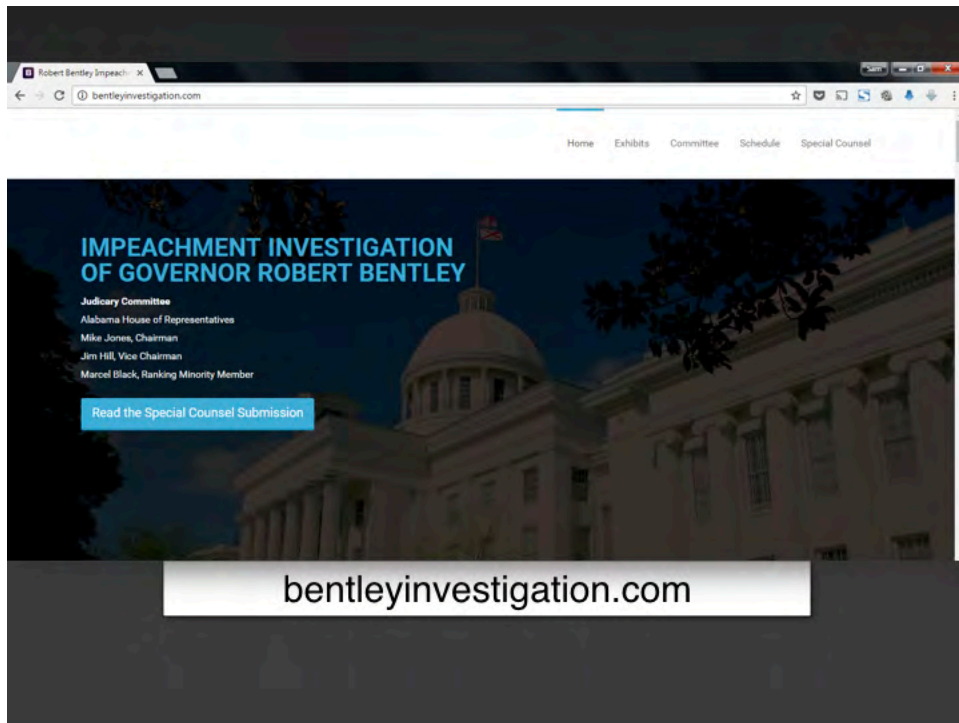 Robert Bentley Impeach
Sam
bentleyinvestigation.com
Home Exhibits Committee Schedule Special Counsel
IMPEACHMENT INVESTIGATION
OF GOVERNOR ROBERT BENTLEY
Judicary Committee
Alabama House of Representatives
Mike Jones, Chairman
Jim Hill, Vice Chairman
Marcel Black, Ranking Minority Member
Read the Special Counsel Submission
bentleyinvestigation.com